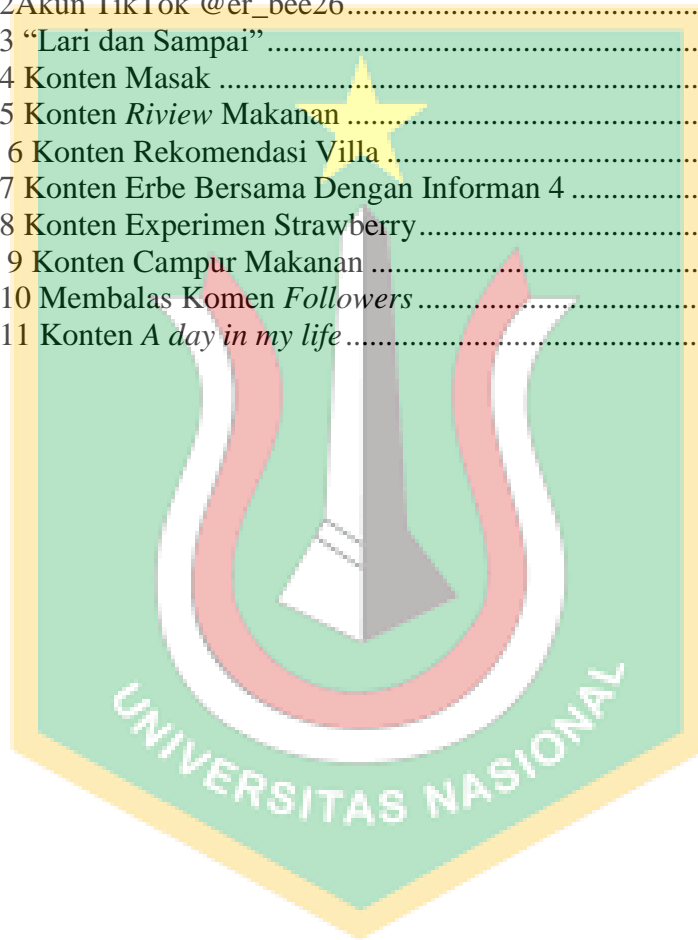 2Akun TikTok @er_bee26........................................
3 “Lari dan Sampai”..................................................
4 Konten Masak ........................................................
5 Konten Riview Makanan .........................................
6 Konten Rekomendasi Villa .....................................
7 Konten Erbe Bersama Dengan Informan 4 ................
8 Konten Experimen Strawberry.................................
9 Konten Campur Makanan .......................................
10 Membalas Komen Followers .................................
11 Konten A day in my life..........................................
UNIVERSITAS NASIONAL